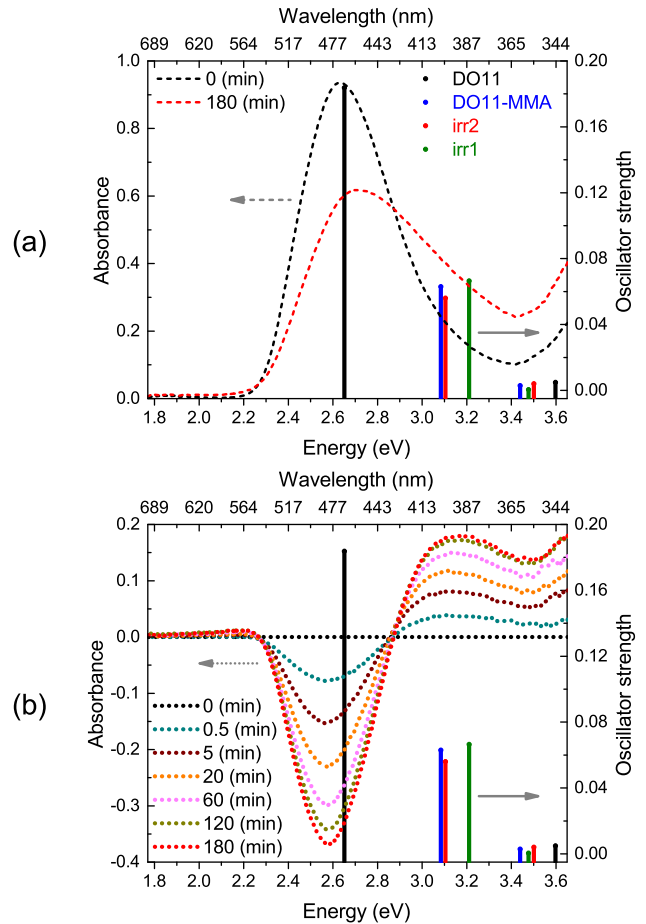 Wavelength (nm)
689 620 564 517 477 443 413 387 365 344
(a)
Absorbance
1.0
0.8
0.6
0.4
0.2
0.0
0 (min)
180 (min)
DO11
DO11-MMA
irr2
irr1
0.20
0.16
0.12
0.08
0.04
0.00
Oscillator strength
1.8 2.0 2.2 2.4 2.6 2.8 3.0 3.2 3.4 3.6
Energy (eV)
Wavelength (nm)
689 620 564 517 477 443 413 387 365 344
(b)
Absorbance
0.2
0.1
0.0
-0.1
-0.2
-0.3
-0.4
0 (min)
0.5 (min)
5 (min)
20 (min)
60 (min)
120 (min)
180 (min)
0.20
0.16
0.12
0.08
0.04
0.00
Oscillator strength
1.8 2.0 2.2 2.4 2.6 2.8 3.0 3.2 3.4 3.6
Energy (eV)